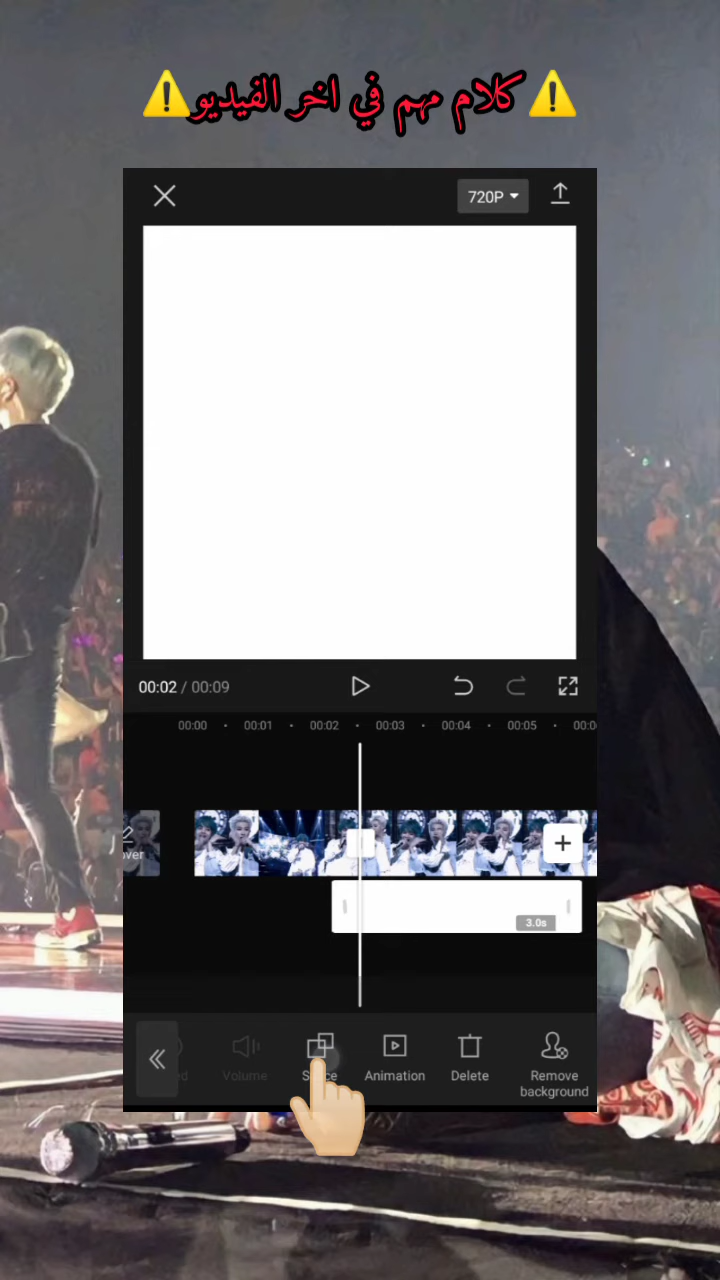 ⚠️كلام مهم في اخر الفيديو⚠️
720P
00:02 / 00:09
00:00 00:01 00:02 00:03 00:04 00:05
3.0s
Volume
Animation
Delete
Remove
background